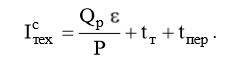 I^с_тех = Q_р ε / P + t_т + t_пер .